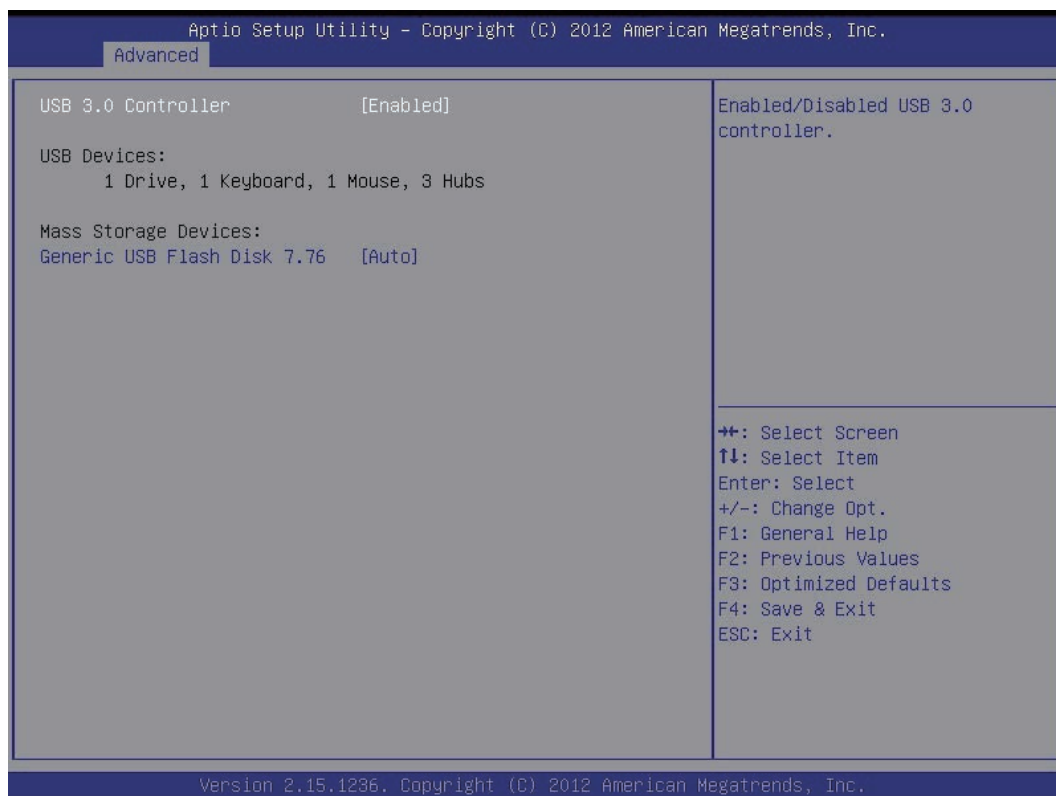 Aptio Setup Utility – Copyright (C) 2012 American Megatrends, Inc.
Advanced
USB 3.0 Controller [Enabled]
USB Devices:
1 Drive, 1 Keyboard, 1 Mouse, 3 Hubs
Mass Storage Devices:
Generic USB Flash Disk 7.76 [Auto]
Enabled/Disabled USB 3.0
controller.
→←: Select Screen
↑↓: Select Item
Enter: Select
+/-: Change Opt.
F1: General Help
F2: Previous Values
F3: Optimized Defaults
F4: Save & Exit
ESC: Exit
Version 2.15.1236. Copyright (C) 2012 American Megatrends, Inc.